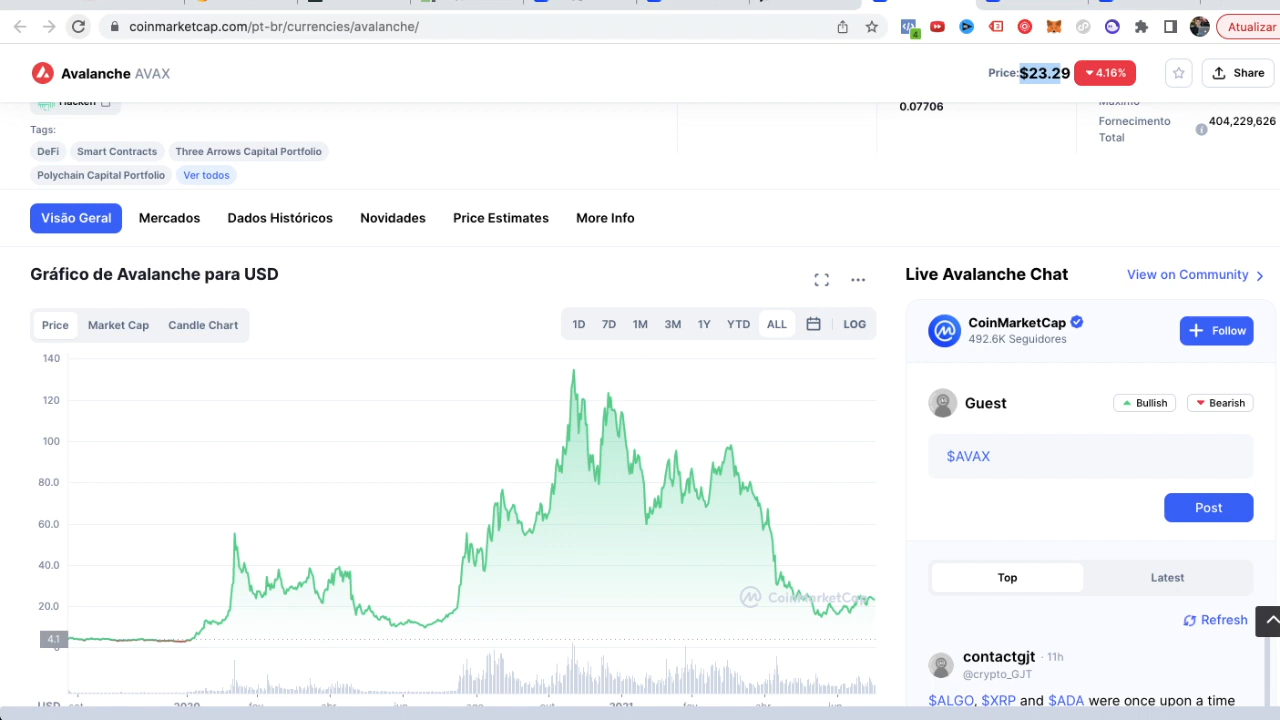 coinmarketcap.com/pt-br/currencies/avalanche/
4
Atualizar
Avalanche AVAX
Price:$23.29
4.16%
Share
Hacken
0.07706
Máximo
Tags:
Fornecimento
Total
404,229,626
DeFi
Smart Contracts
Three Arrows Capital Portfolio
Polychain Capital Portfolio
Ver todos
Visão Geral
Mercados
Dados Históricos
Novidades
Price Estimates
More Info
Gráfico de Avalanche para USD
Price
Market Cap
Candle Chart
1D
7D
1M
3M
1Y
YTD
ALL
LOG
140
120
100
80.0
60.0
40.0
20.0
4.1
CoinMarketCap
USD
Live Avalanche Chat
View on Community
CoinMarketCap
492.6K Seguidores
Follow
Guest
Bullish
Bearish
$AVAX
Post
Top
Latest
Refresh
contactgjt · 11h
@crypto_GJT
$ALGO, $XRP and $ADA were once upon a time